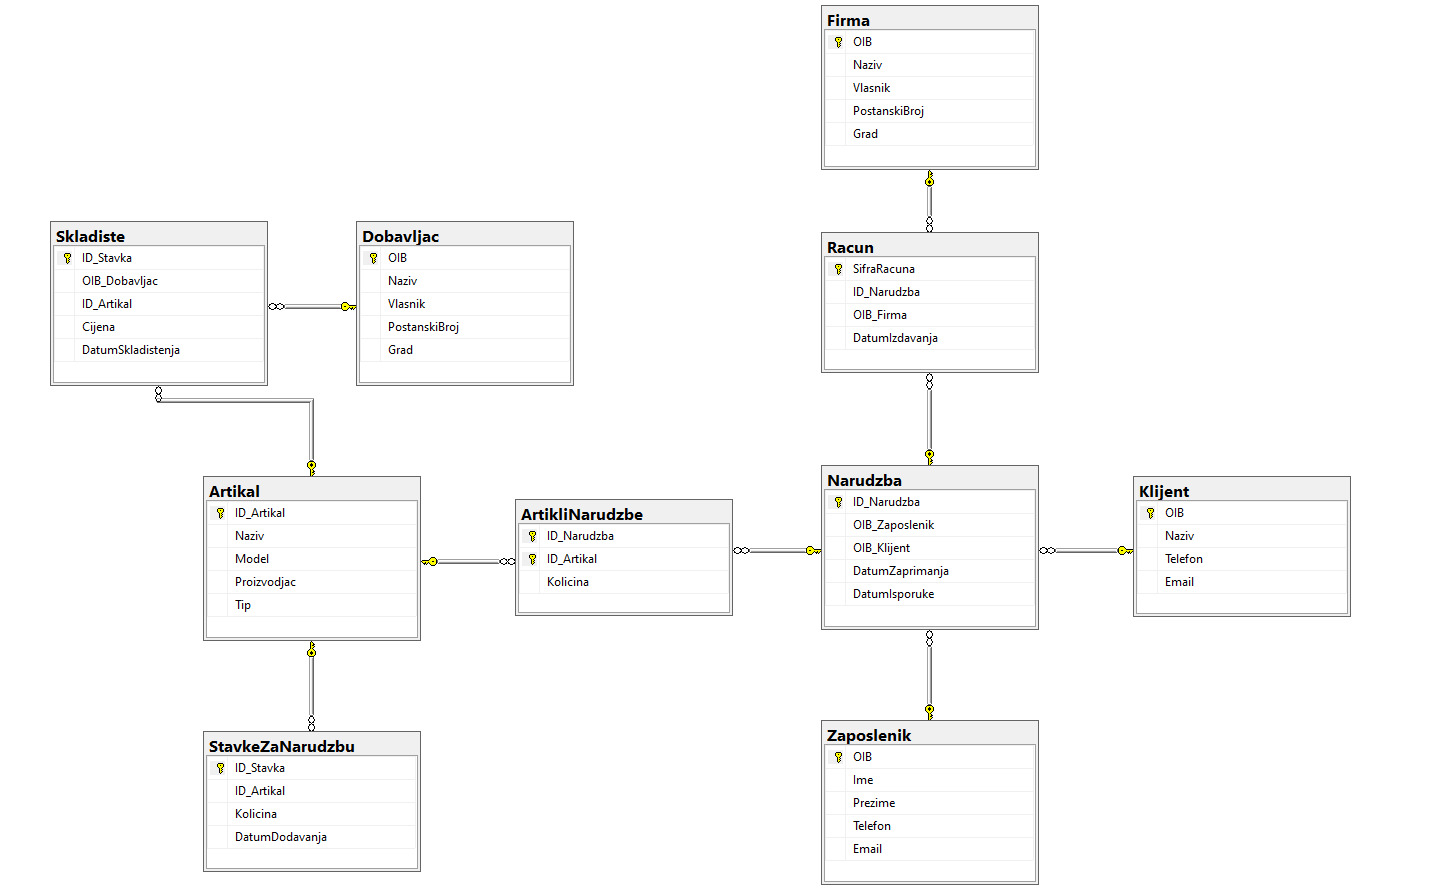 Firma
OIB
Naziv
Vlasnik
PostanskiBroj
Grad
Skladiste
ID_Stavka
OIB_Dobavljac
ID_Artikal
Cijena
DatumSkladistenja
Dobavljac
OIB
Naziv
Vlasnik
PostanskiBroj
Grad
Racun
SifraRacuna
ID_Narudzba
OIB_Firma
DatumIzdavanja
Artikal
ID_Artikal
Naziv
Model
Proizvodjac
Tip
ArtikliNarudzbe
ID_Narudzba
ID_Artikal
Kolicina
Narudzba
ID_Narudzba
OIB_Zaposlenik
OIB_Klijent
DatumZaprimanja
DatumIsporuke
Klijent
OIB
Naziv
Telefon
Email
StavkeZaNarudzbu
ID_Stavka
ID_Artikal
Kolicina
DatumDodavanja
Zaposlenik
OIB
Ime
Prezime
Telefon
Email